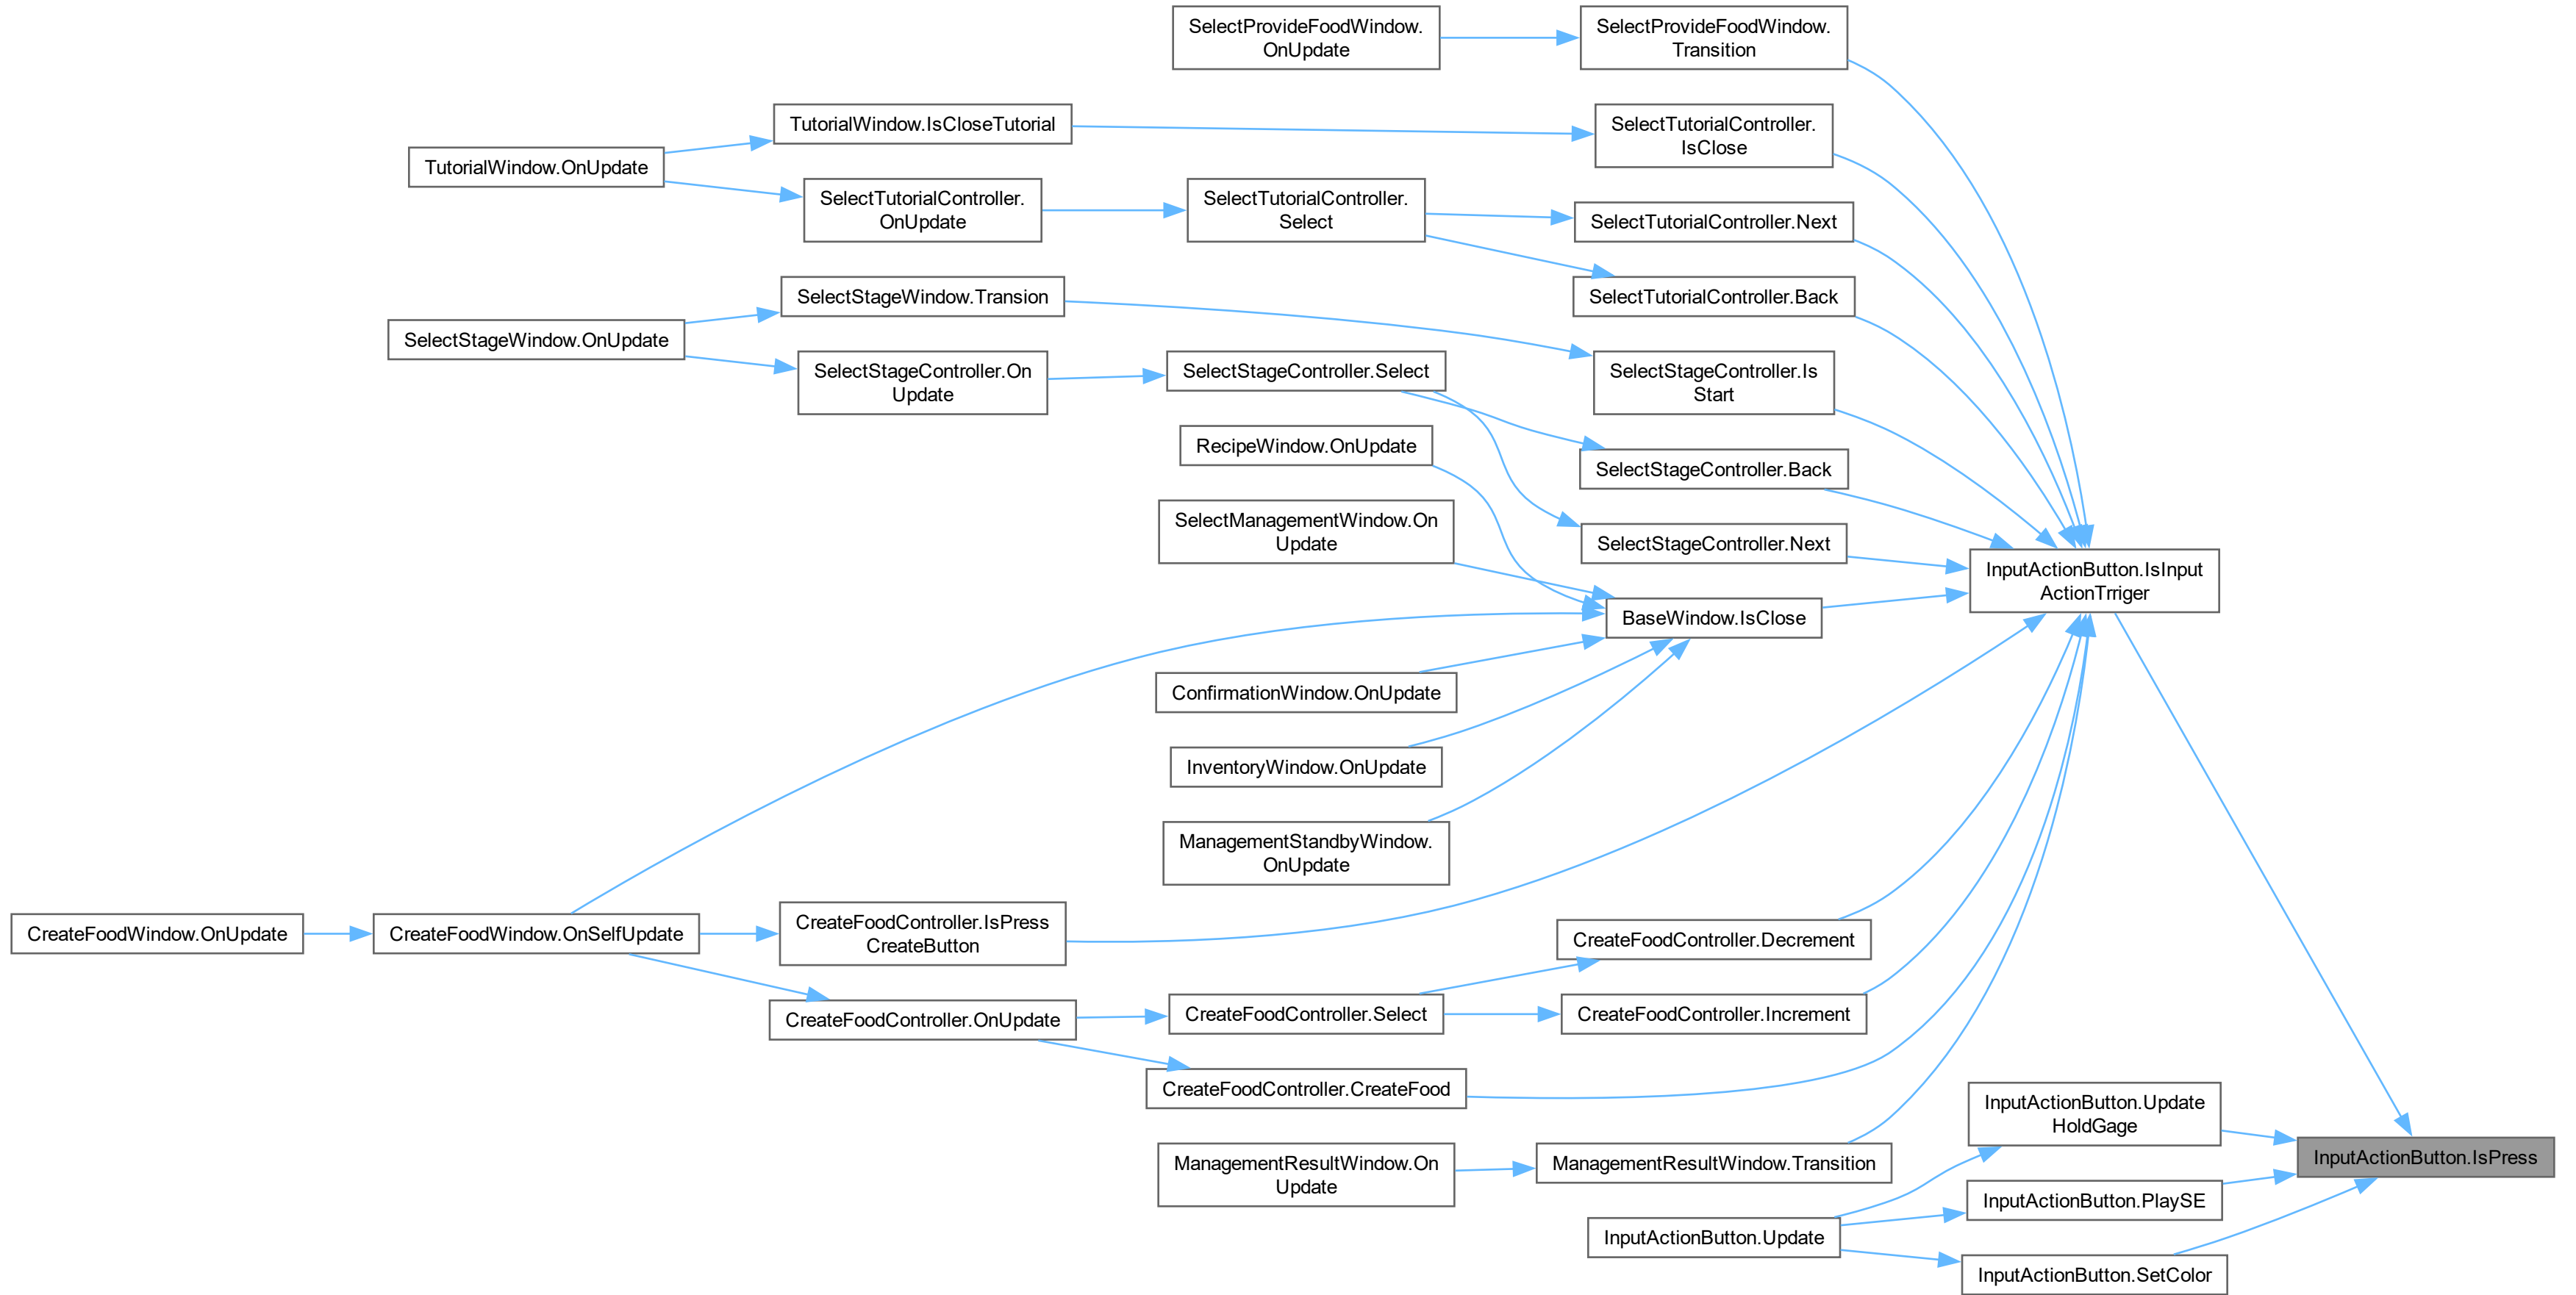 SelectProvideFoodWindow.
OnUpdate
SelectProvideFoodWindow.
Transition
TutorialWindow.IsCloseTutorial
SelectTutorialController.
IsClose
TutorialWindow.OnUpdate
SelectTutorialController.
OnUpdate
SelectTutorialController.
Select
SelectTutorialController.Next
SelectTutorialController.Back
SelectStageWindow.Transion
SelectStageWindow.OnUpdate
SelectStageController.On
Update
SelectStageController.Select
SelectStageController.Is
Start
RecipeWindow.OnUpdate
SelectStageController.Back
SelectManagementWindow.On
Update
SelectStageController.Next
InputActionButton.IsInput
ActionTrriger
BaseWindow.IsClose
ConfirmationWindow.OnUpdate
InventoryWindow.OnUpdate
ManagementStandbyWindow.
OnUpdate
CreateFoodWindow.OnUpdate
CreateFoodWindow.OnSelfUpdate
CreateFoodController.IsPress
CreateButton
CreateFoodController.Decrement
CreateFoodController.OnUpdate
CreateFoodController.Select
CreateFoodController.Increment
CreateFoodController.CreateFood
InputActionButton.Update
HoldGage
ManagementResultWindow.On
Update
ManagementResultWindow.Transition
InputActionButton.IsPress
InputActionButton.PlaySE
InputActionButton.Update
InputActionButton.SetColor